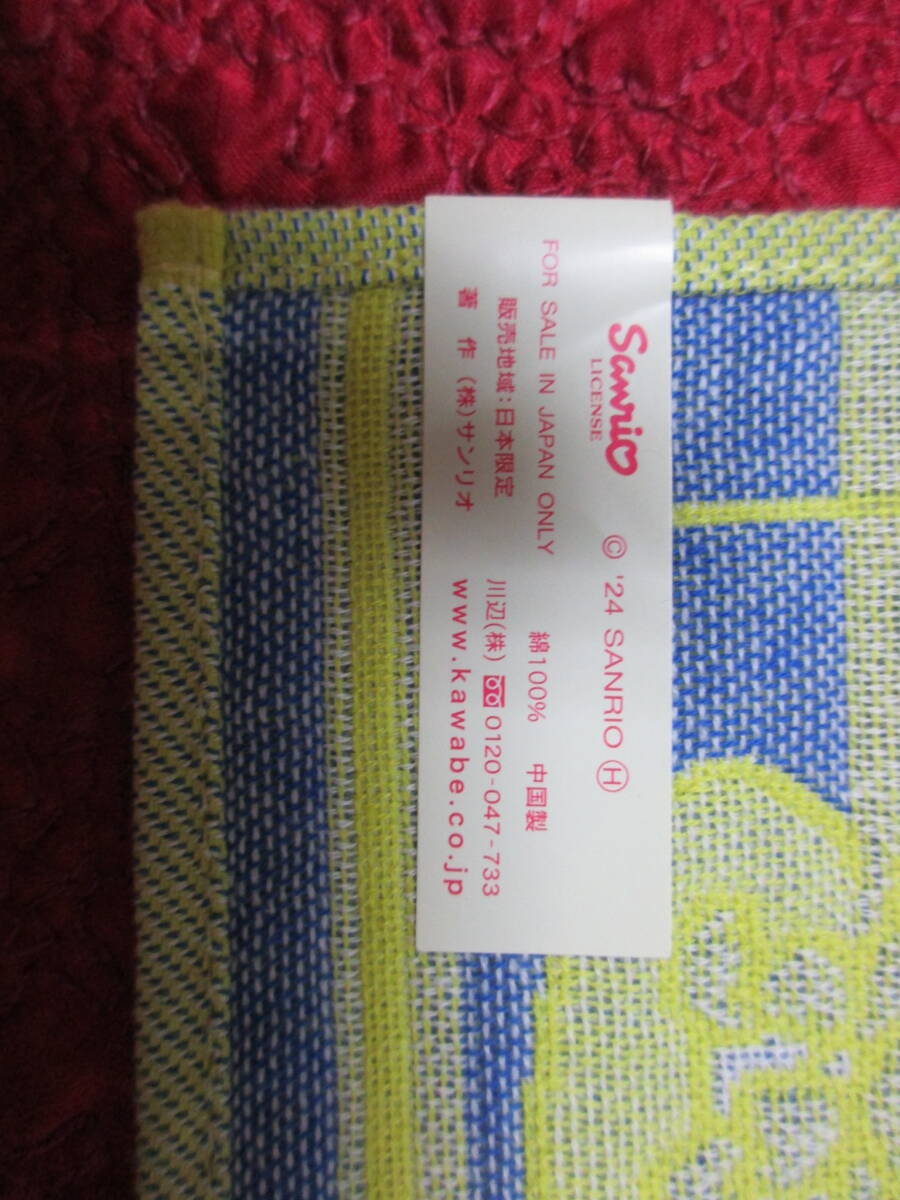 Sanrio
LICENSE
© '24 SANRIO Ⓗ
FOR SALE IN JAPAN ONLY
販売地域:日本限定
著 作 (株)サンリオ
綿100% 中国製
川辺(株) 0120-047-733
www.kawabe.co.jp